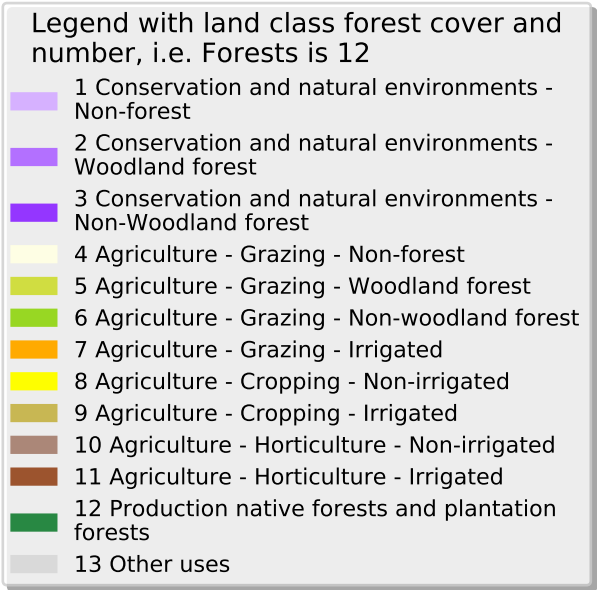 Legend with land class forest cover and
number, i.e. Forests is 12
1 Conservation and natural environments -
Non-forest
2 Conservation and natural environments -
Woodland forest
3 Conservation and natural environments -
Non-Woodland forest
4 Agriculture - Grazing - Non-forest
5 Agriculture - Grazing - Woodland forest
6 Agriculture - Grazing - Non-woodland forest
7 Agriculture - Grazing - Irrigated
8 Agriculture - Cropping - Non-irrigated
9 Agriculture - Cropping - Irrigated
10 Agriculture - Horticulture - Non-irrigated
11 Agriculture - Horticulture - Irrigated
12 Production native forests and plantation
forests
13 Other uses